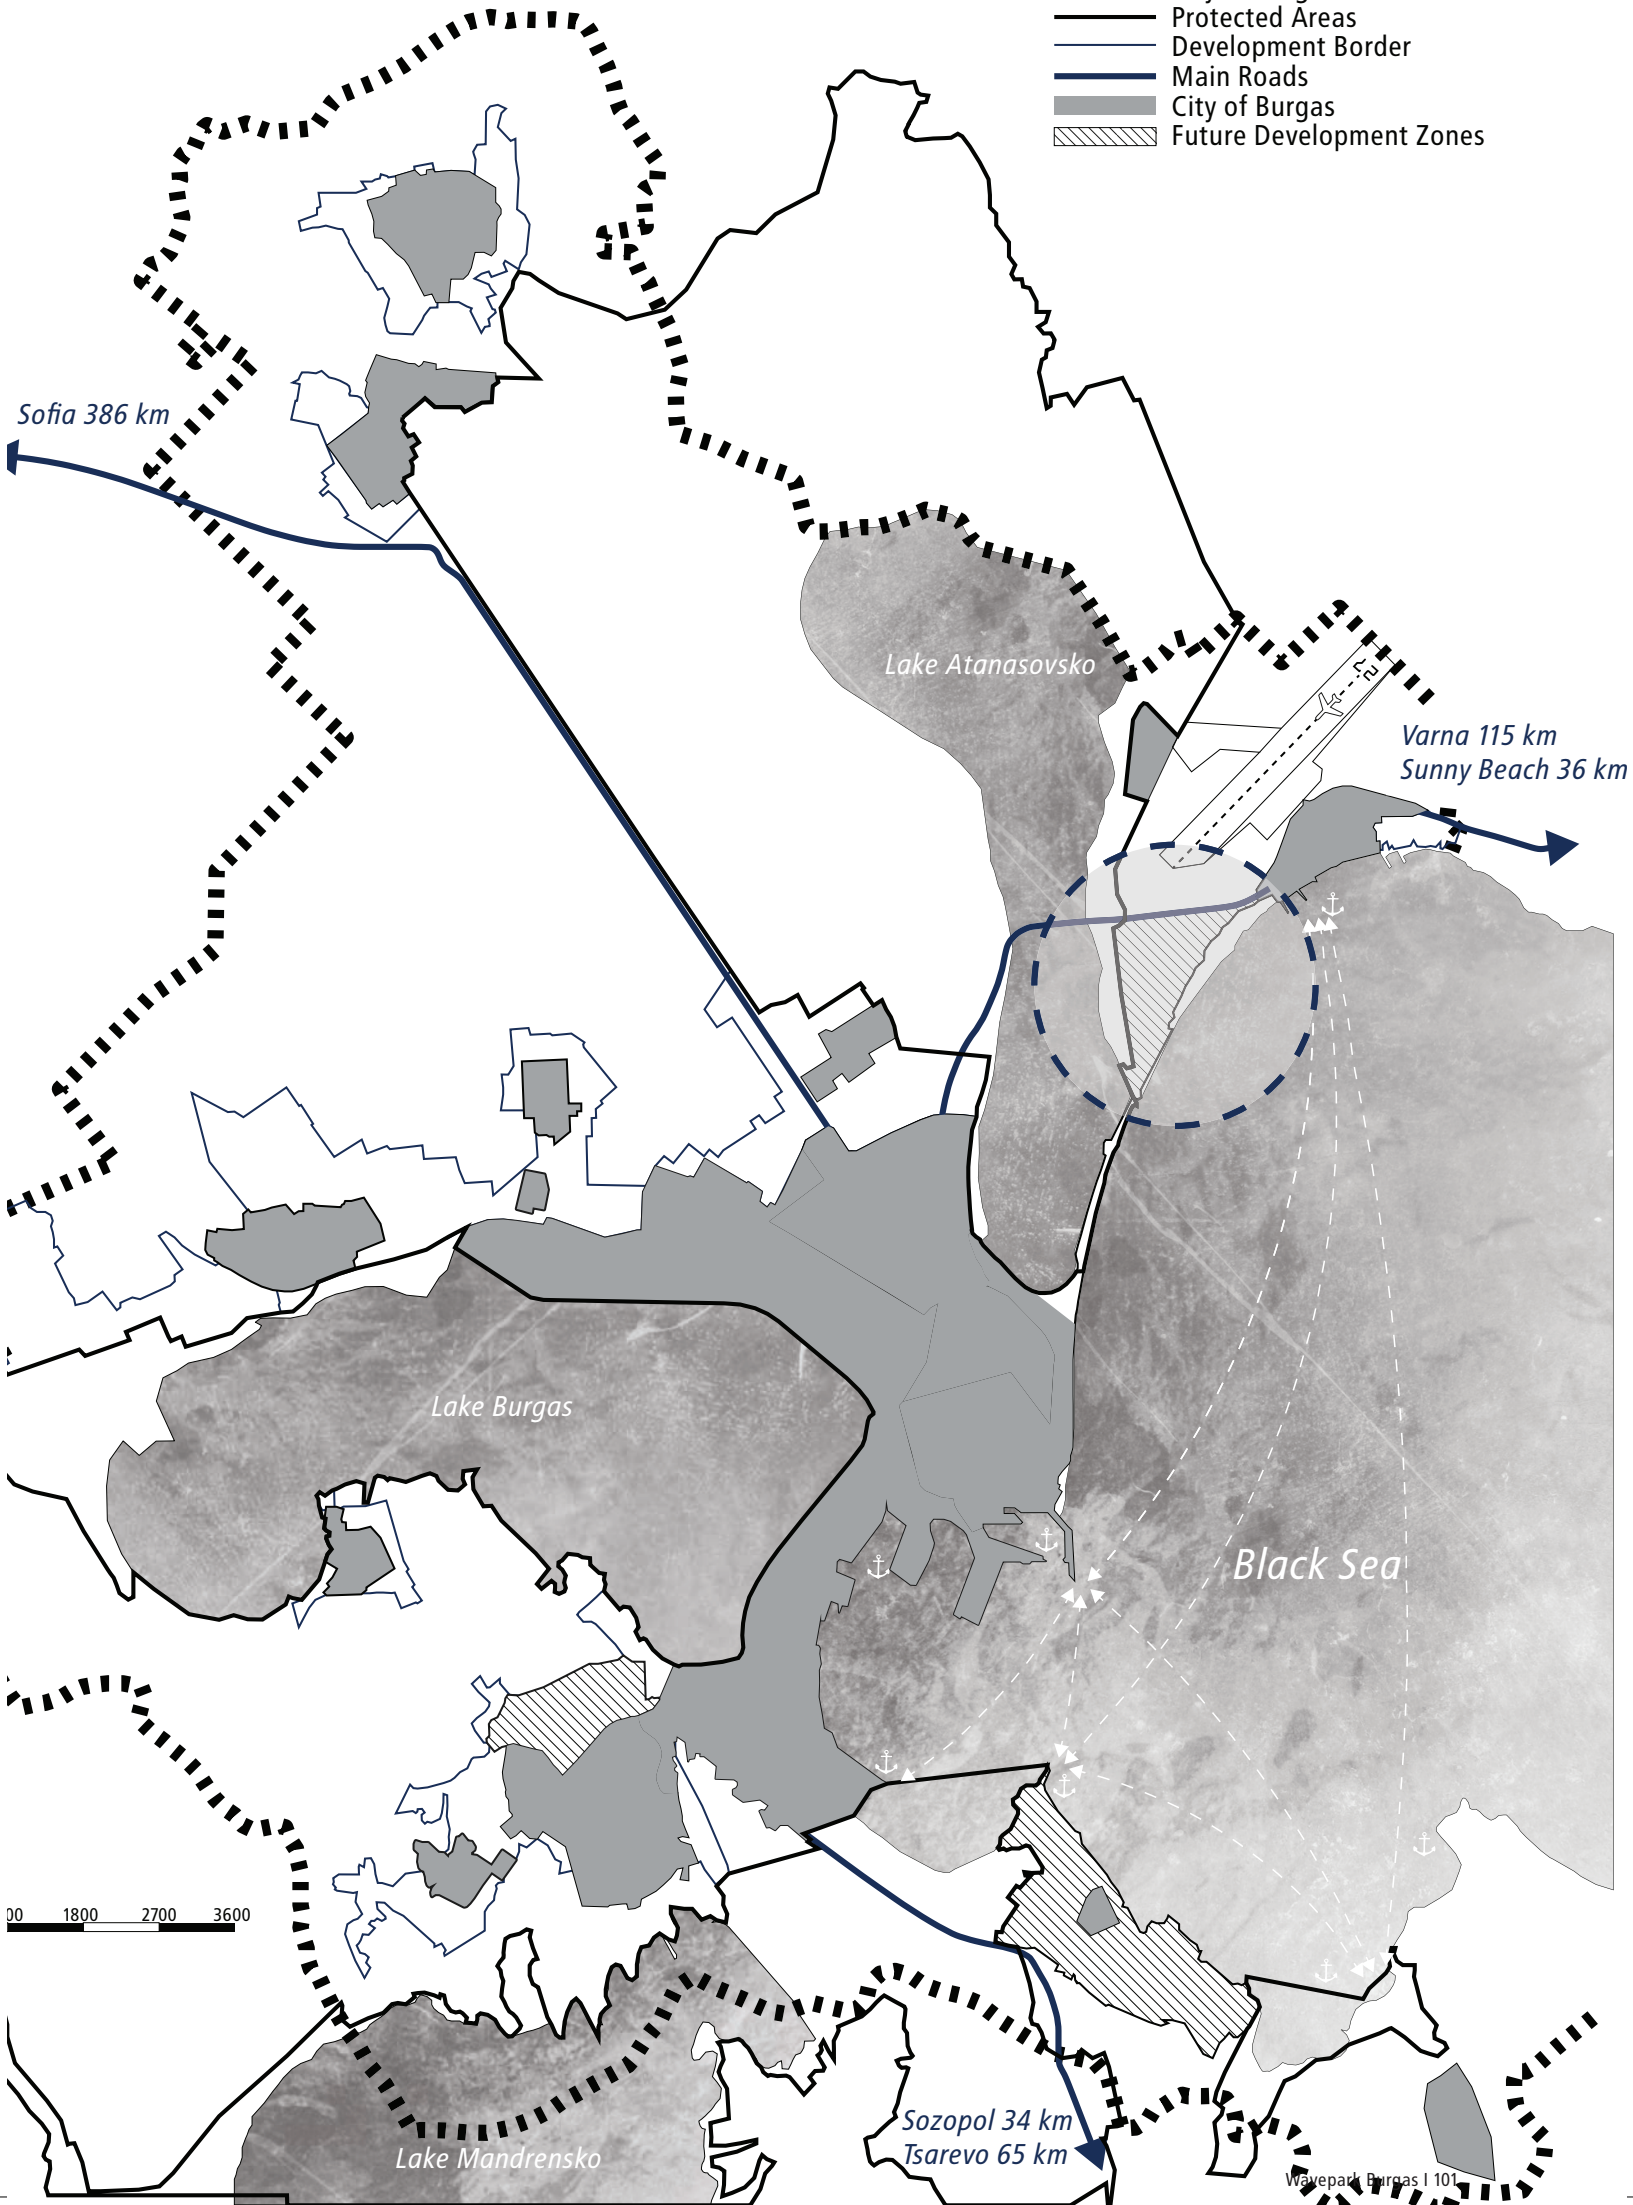 Protected Areas
Development Border
Main Roads
City of Burgas
Future Development Zones
Sofia 386 km
Lake Atanasovsko
Varna 115 km
Sunny Beach 36 km
Lake Burgas
Black Sea
00 1800 2700 3600
Sozopol 34 km
Tsarevo 65 km
Lake Mandrensko
Wavepark Burgas I 101